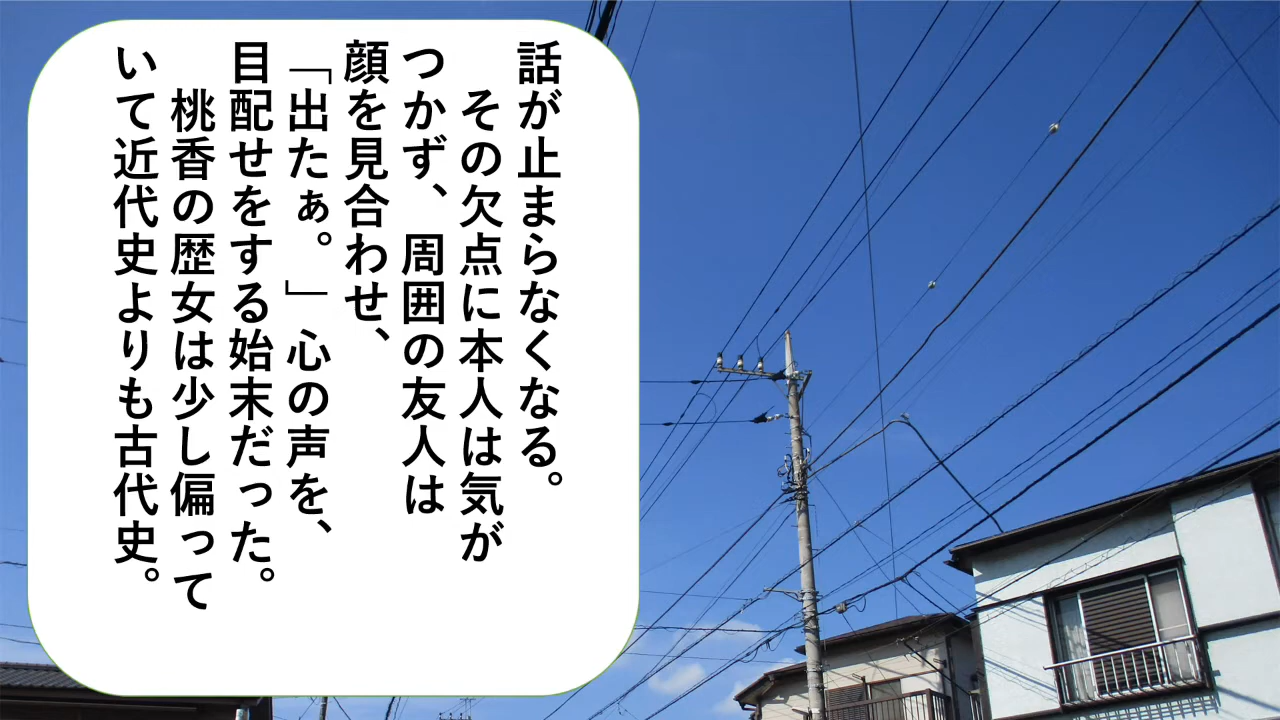 話が止まらなくなる。
その欠点に本人は気が
つかず、周囲の友人は
顔を見合わせ、
「出たぁ。」心の声を、
目配せをする始末だった。
桃香の歴女は少し偏って
いて近代史よりも古代史。